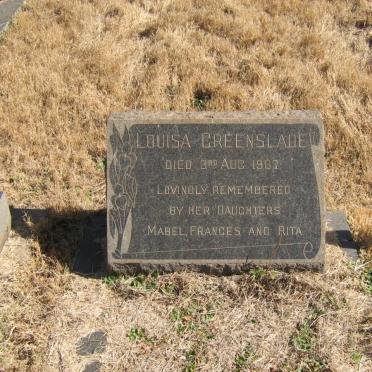 LOUISA GREENSLADE
DIED 3RD AUG 1967
LOVINGLY REMEMBERED
BY HER DAUGHTERS
MABEL, FRANCES AND RITA